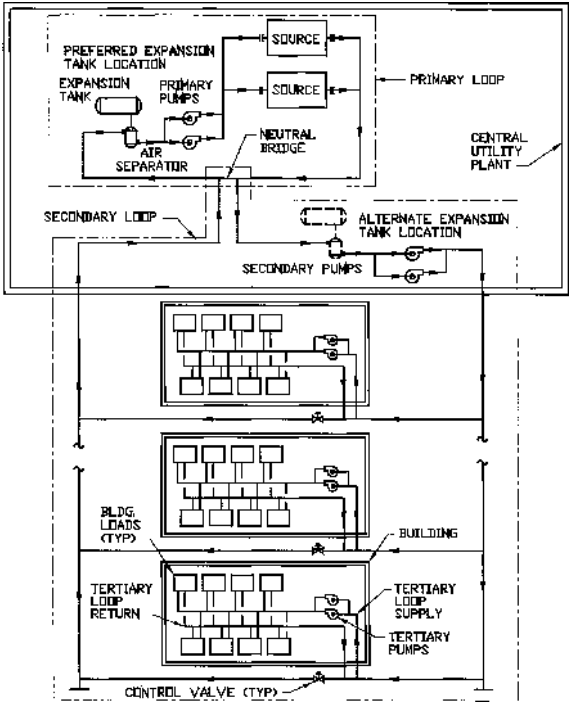 PREFERRED EXPANSION
TANK LOCATION
EXPANSION
TANK
PRIMARY
PUMPS
SOURCE
SOURCE
PRIMARY LOOP
AIR
SEPARATOR
NEUTRAL
BRIDGE
CENTRAL
UTILITY
PLANT
SECONDARY LOOP
ALTERNATE EXPANSION
TANK LOCATION
SECONDARY PUMPS
BLDG.
LOADS
(TYP)
BUILDING
TERTIARY
LOOP
RETURN
TERTIARY
LOOP
SUPPLY
TERTIARY
PUMPS
CONTROL VALVE (TYP)